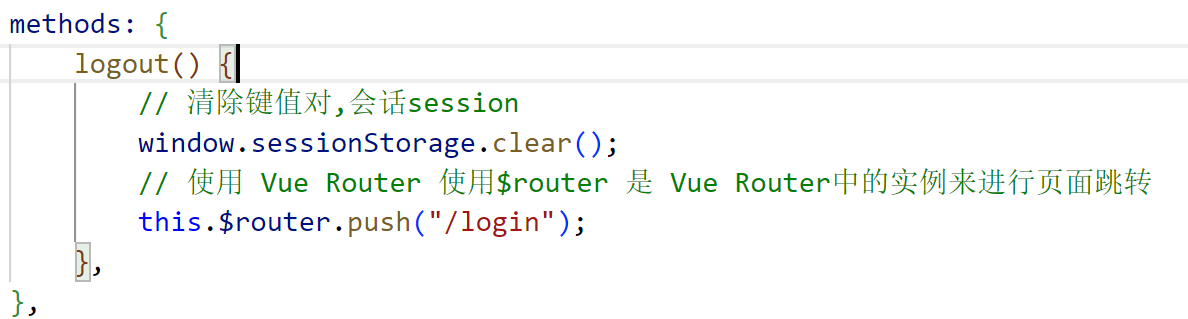 methods: {
logout() {
// 清除键值对,会话session
window.sessionStorage.clear();
// 使用 Vue Router 使用$router 是 Vue Router中的实例来进行页面跳转
this.$router.push("/login");
},
},